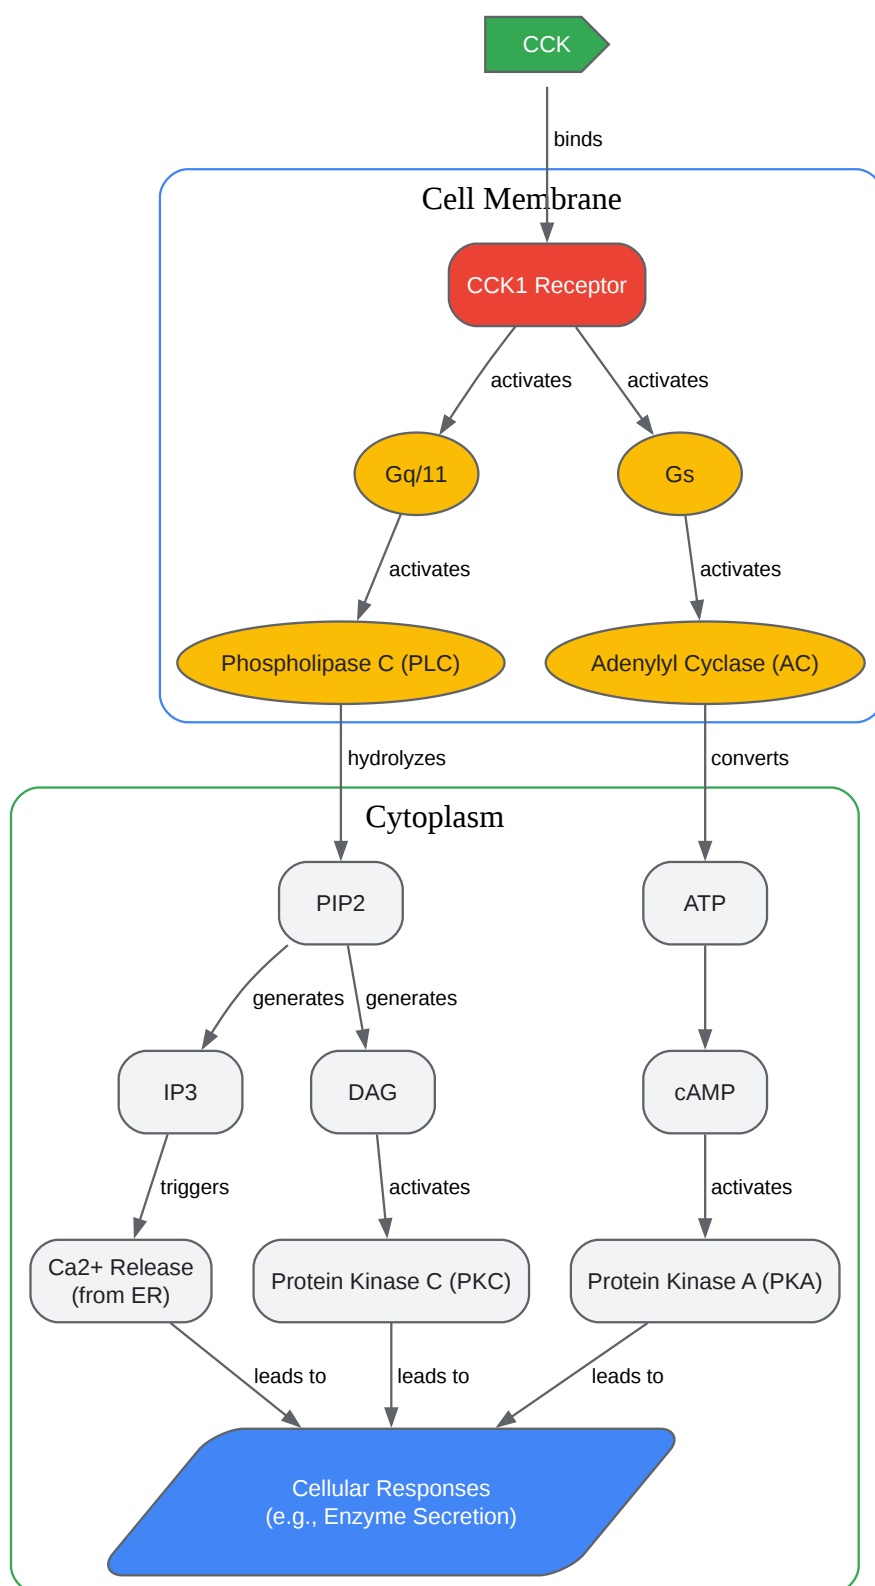 CCK
binds
Cell Membrane
CCK1 Receptor
activates
activates
Gq/11
Gs
activates
activates
Phospholipase C (PLC)
Adenylyl Cyclase (AC)
hydrolyzes
converts
Cytoplasm
PIP2
ATP
generates
generates
IP3
DAG
cAMP
triggers
activates
activates
Ca2+ Release
(from ER)
Protein Kinase C (PKC)
Protein Kinase A (PKA)
leads to
leads to
leads to
Cellular Responses
(e.g., Enzyme Secretion)